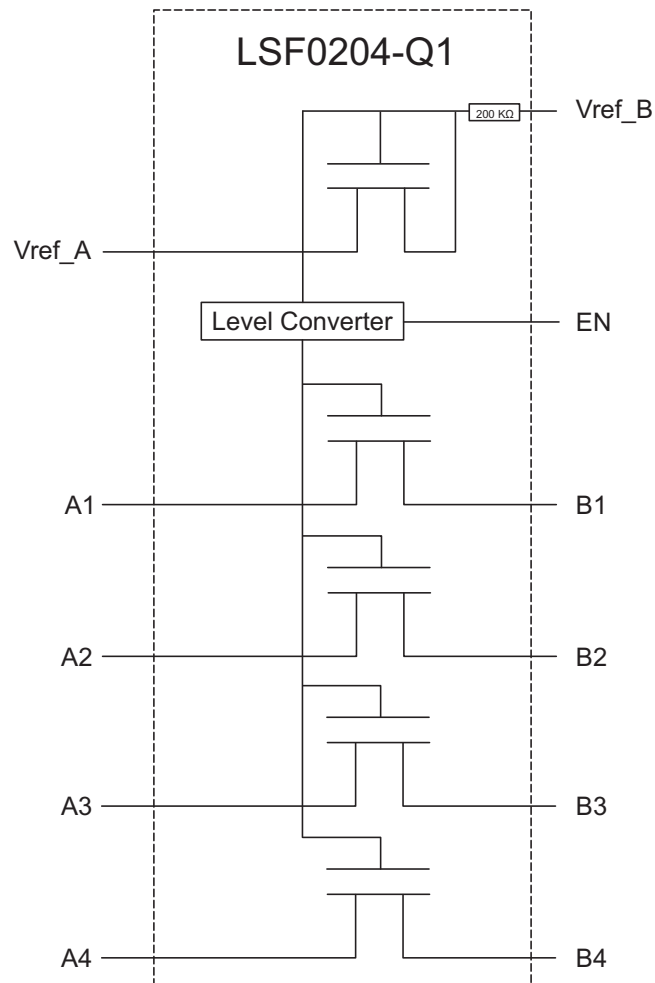 LSF0204-Q1
200 KΩ
Vref_B
Vref_A
Level Converter
EN
A1
B1
A2
B2
A3
B3
A4
B4